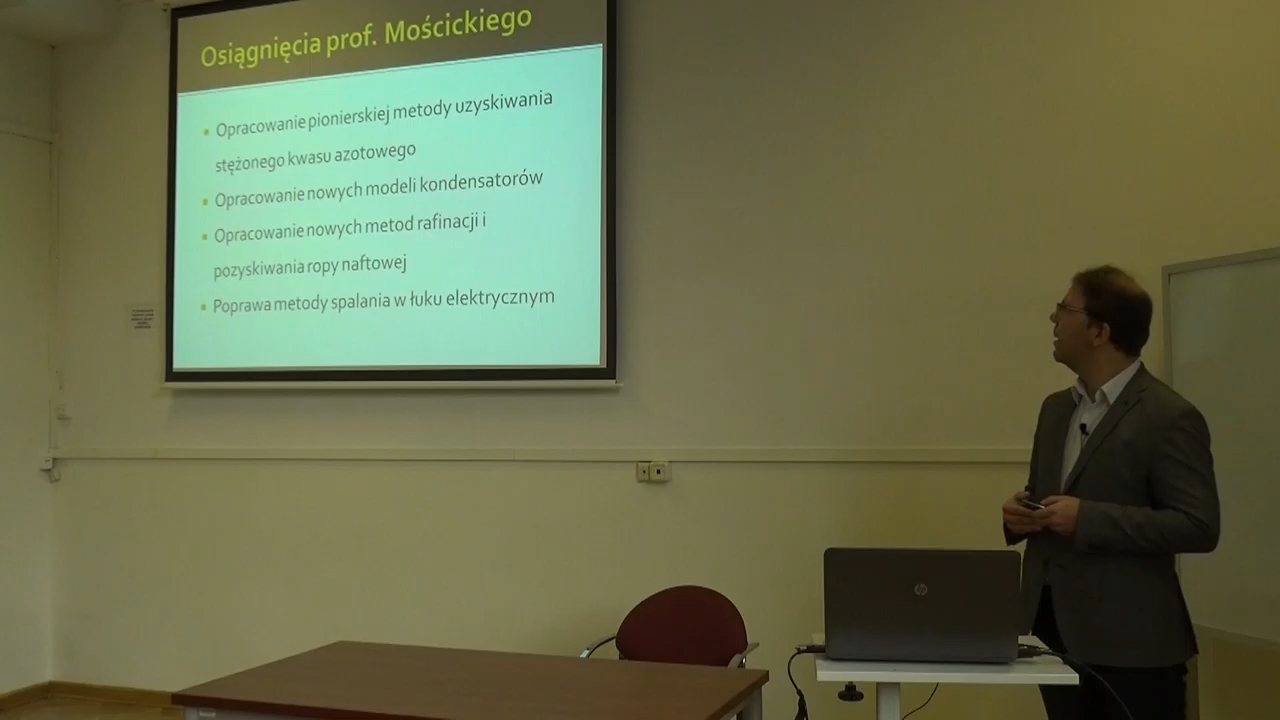 Osiągnięcia prof. Mościckiego
▪ Opracowanie pionierskiej metody uzyskiwania
stężonego kwasu azotowego
▪ Opracowanie nowych modeli kondensatorów
▪ Opracowanie nowych metod rafinacji i
pozyskiwania ropy naftowej
▪ Poprawa metody spalania w łuku elektrycznym
hp